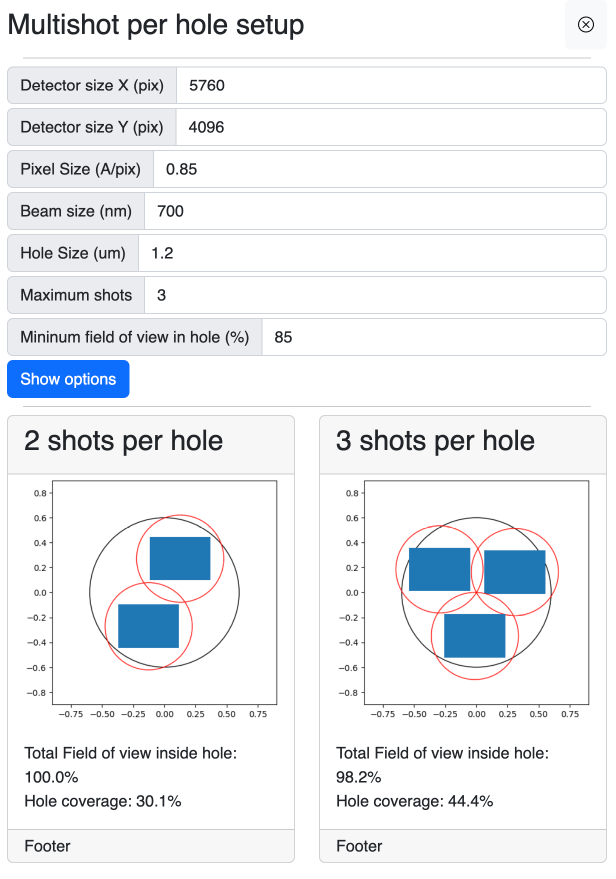 Multishot per hole setup
Detector size X (pix) 5760
Detector size Y (pix) 4096
Pixel Size (A/pix) 0.85
Beam size (nm) 700
Hole Size (um) 1.2
Maximum shots 3
Mininum field of view in hole (%) 85
Show options
2 shots per hole
0.8
0.6
0.4
0.2
0.0
−0.2
−0.4
−0.6
−0.8
−0.75 −0.50 −0.25 0.00 0.25 0.50 0.75
Total Field of view inside hole:
100.0%
Hole coverage: 30.1%
Footer
3 shots per hole
0.8
0.6
0.4
0.2
0.0
−0.2
−0.4
−0.6
−0.8
−0.75 −0.50 −0.25 0.00 0.25 0.50 0.75
Total Field of view inside hole:
98.2%
Hole coverage: 44.4%
Footer